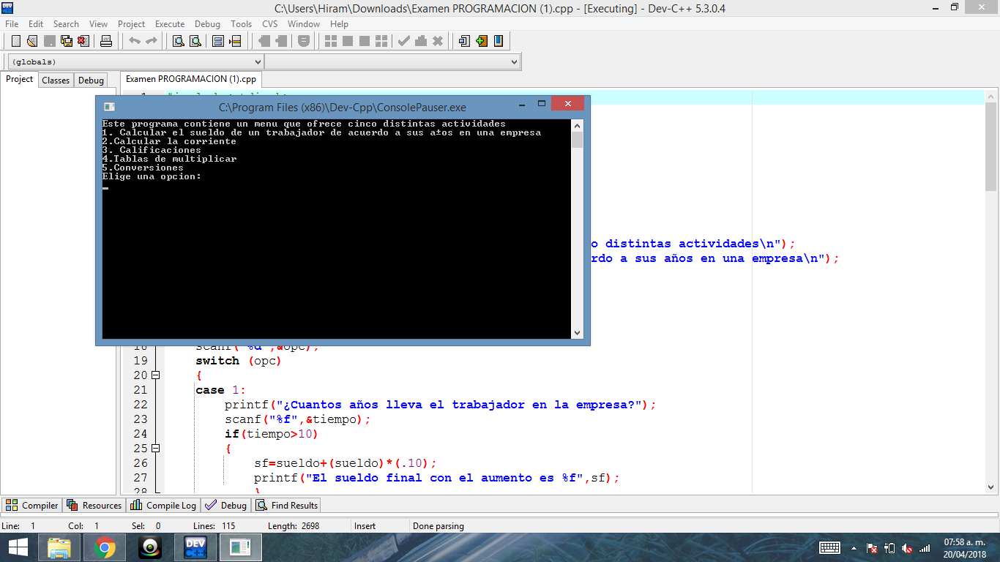 C:\Users\Hiram\Downloads\Examen PROGRAMACION (1).cpp - [Executing] - Dev-C++ 5.3.0.4
File Edit Search View Project Execute Debug Tools CVS Window Help
(globals)
Project Classes Debug
Examen PROGRAMACION (1).cpp
C:\Program Files (x86)\Dev-Cpp\ConsolePauser.exe
Este programa contiene un menu que ofrece cinco distintas actividades
1. Calcular el sueldo de un trabajador de acuerdo a sus a±os en una empresa
2.Calcular la corriente
3. Calificaciones
4.Tablas de multiplicar
5.Conversiones
Elige una opcion:
o distintas actividades\n");
rdo a sus años en una empresa\n");
18 scanf("%d",&opc);
19 switch (opc)
20 {
21 case 1:
22 printf("¿Cuantos años lleva el trabajador en la empresa?");
23 scanf("%f",&tiempo);
24 if(tiempo>10)
25 {
26 sf=sueldo+(sueldo)*(.10);
27 printf("El sueldo final con el aumento es %f",sf);
28 }
Compiler Resources Compile Log Debug Find Results
Line: 1 Col: 1 Sel: 0 Lines: 115 Length: 2698 Insert Done parsing
DEV C++
07:58 a. m.
20/04/2018